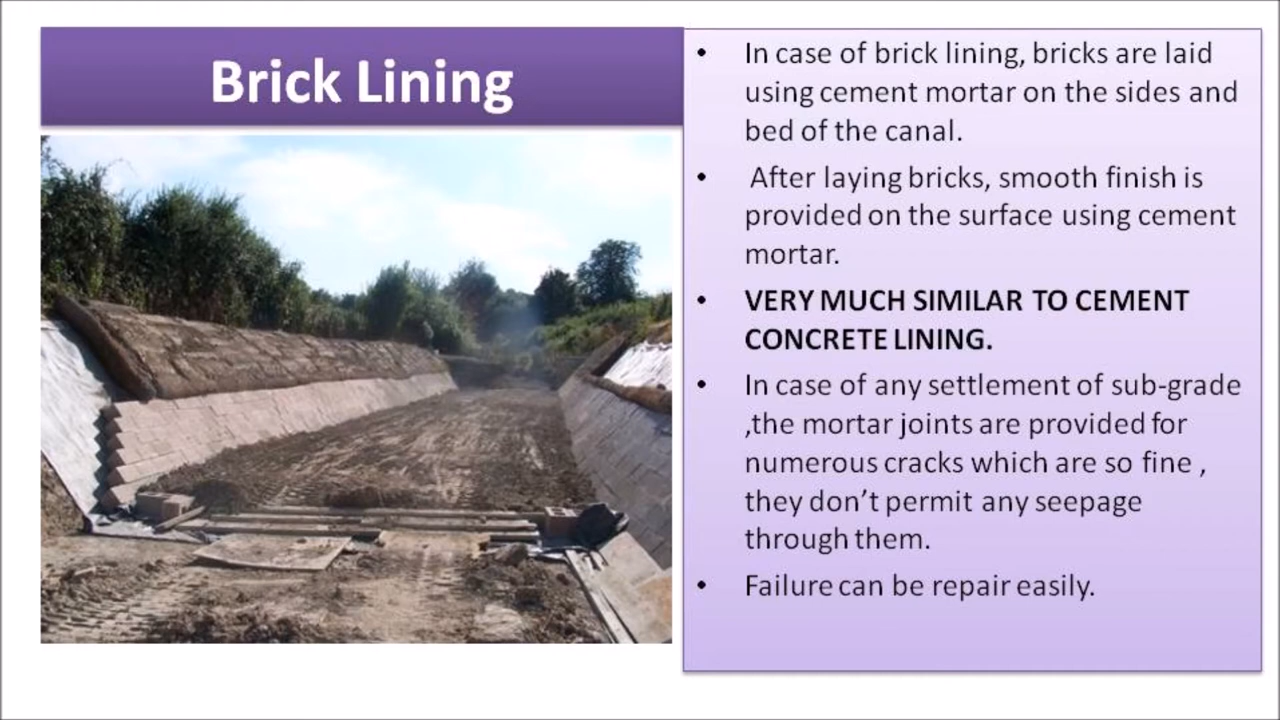 Brick Lining
• In case of brick lining, bricks are laid
using cement mortar on the sides and
bed of the canal.
• After laying bricks, smooth finish is
provided on the surface using cement
mortar.
• VERY MUCH SIMILAR TO CEMENT
CONCRETE LINING.
• In case of any settlement of sub-grade
,the mortar joints are provided for
numerous cracks which are so fine ,
they don’t permit any seepage
through them.
• Failure can be repair easily.